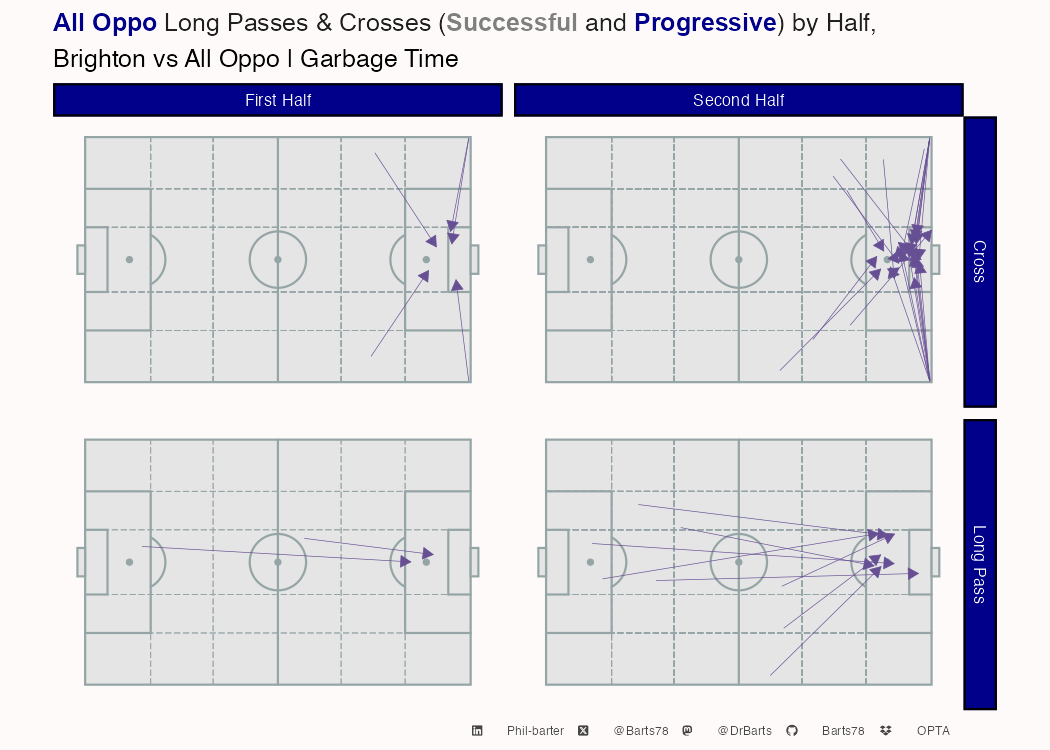 All Oppo Long Passes & Crosses (Successful and Progressive) by Half,
Brighton vs All Oppo | Garbage Time
First Half
Second Half
Cross
Long Pass
Phil-barter @Barts78 @DrBarts Barts78 OPTA